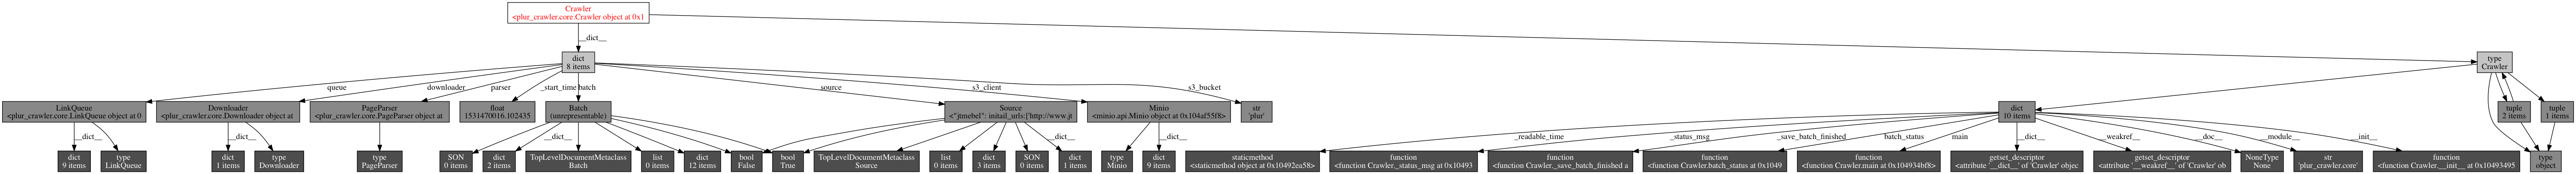 Crawler
<plur_crawler.core.Crawler object at 0x1
__dict__
dict
8 items
type
Crawler
queue
downloader
parser
_start_time
batch
source
s3_client
s3_bucket
LinkQueue
<plur_crawler.core.LinkQueue object at 0
Downloader
<plur_crawler.core.Downloader object at
PageParser
<plur_crawler.core.PageParser object at
float
1531470016.102435
Batch
(unrepresentable)
Source
<"jtmebel": initail_urls:['http://www.jt
Minio
<minio.api.Minio object at 0x104af55f8>
str
'plur'
dict
10 items
tuple
2 items
tuple
1 items
__dict__
__dict__
__dict__
__dict__
__dict__
_readable_time
_status_msg
_save_batch_finished
batch_status
main
__dict__
__weakref__
__doc__
__module__
__init__
dict
9 items
type
LinkQueue
dict
1 items
type
Downloader
type
PageParser
SON
0 items
dict
2 items
TopLevelDocumentMetaclass
Batch
list
0 items
dict
12 items
bool
False
bool
True
TopLevelDocumentMetaclass
Source
list
0 items
dict
3 items
SON
0 items
dict
1 items
type
Minio
dict
9 items
staticmethod
<staticmethod object at 0x10492ea58>
function
<function Crawler._status_msg at 0x10493
function
<function Crawler._save_batch_finished a
function
<function Crawler.batch_status at 0x1049
function
<function Crawler.main at 0x104934bf8>
getset_descriptor
<attribute '__dict__' of 'Crawler' objec
getset_descriptor
<attribute '__weakref__' of 'Crawler' ob
NoneType
None
str
'plur_crawler.core'
function
<function Crawler.__init__ at 0x10493495
type
object